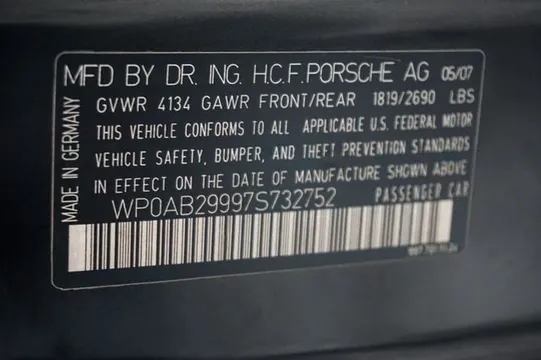 MFD BY DR. ING. H.C.F. PORSCHE AG 05/07
GVWR 4134 GAWR FRONT/REAR 1819/2690 LBS
THIS VEHICLE CONFORMS TO ALL APPLICABLE U.S. FEDERAL MOTOR
VEHICLE SAFETY, BUMPER, AND THEFT PREVENTION STANDARDS
IN EFFECT ON THE DATE OF MANUFACTURE SHOWN ABOVE
WP0AB29997S732752 PASSENGER CAR
MADE IN GERMANY